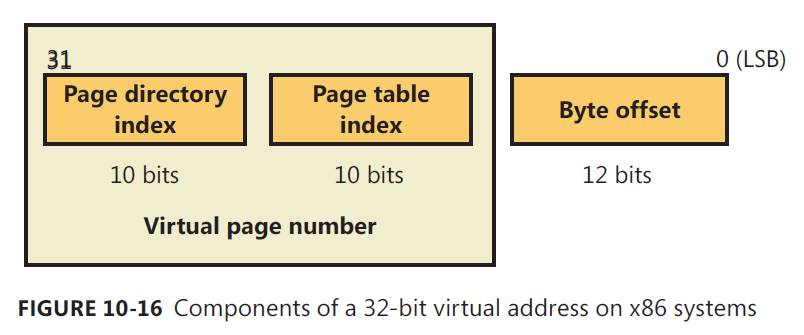 31
0 (LSB)
Page directory
index
Page table
index
Byte offset
10 bits
10 bits
12 bits
Virtual page number
FIGURE 10-16 Components of a 32-bit virtual address on x86 systems